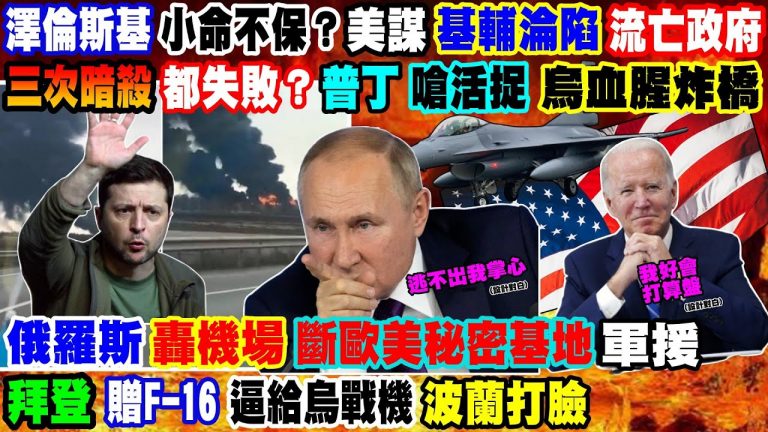 澤倫斯基 小命不保？美謀 基輔淪陷 流亡政府
三次暗殺 都失敗？普丁 嗆活捉 烏血腥炸橋
逃不出我掌心
(設計對白)
我好會
打算盤
(設計對白)
俄羅斯 轟機場 斷歐美秘密基地 軍援
拜登 贈F-16 逼給烏戰機 波蘭打臉